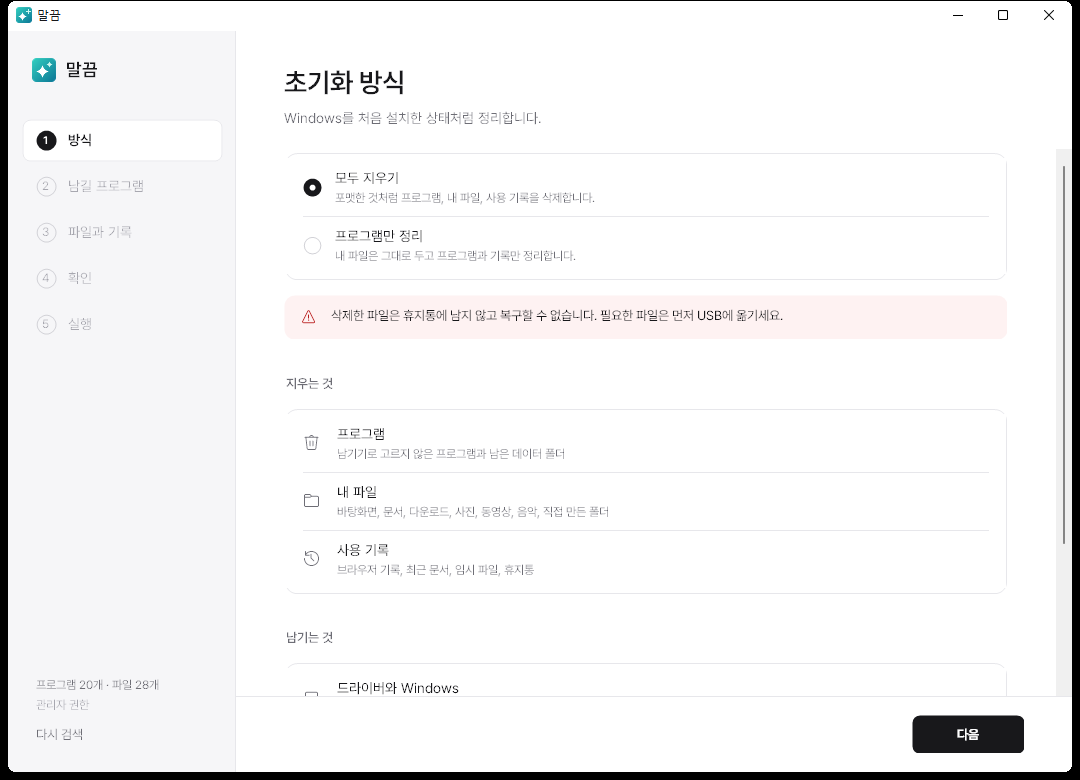 말끔
말끔
1 방식
2 남길 프로그램
3 파일과 기록
4 확인
5 실행
프로그램 20개 · 파일 28개
관리자 권한
다시 검색
초기화 방식
Windows를 처음 설치한 상태처럼 정리합니다.
모두 지우기
포맷한 것처럼 프로그램, 내 파일, 사용 기록을 삭제합니다.
프로그램만 정리
내 파일은 그대로 두고 프로그램과 기록만 정리합니다.
삭제한 파일은 휴지통에 남지 않고 복구할 수 없습니다. 필요한 파일은 먼저 USB에 옮기세요.
지우는 것
프로그램
남기기로 고르지 않은 프로그램과 남은 데이터 폴더
내 파일
바탕화면, 문서, 다운로드, 사진, 동영상, 음악, 직접 만든 폴더
사용 기록
브라우저 기록, 최근 문서, 임시 파일, 휴지통
남기는 것
드라이버와 Windows
다음